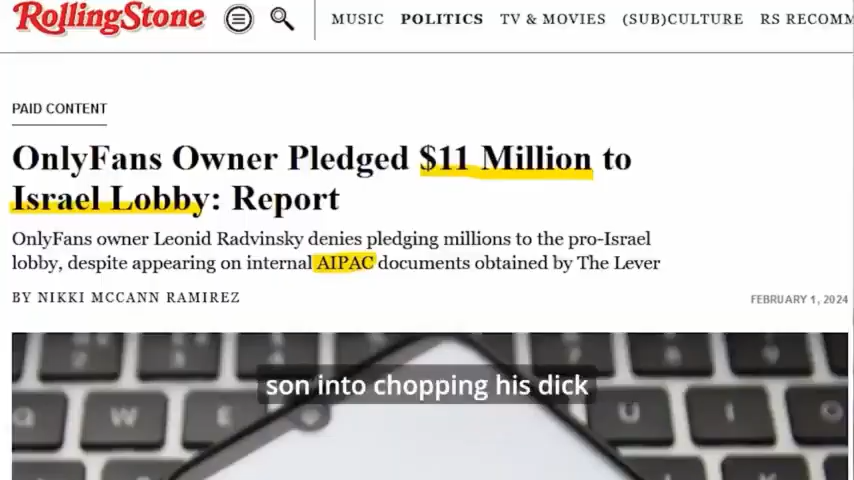 RollingStone
MUSIC POLITICS TV & MOVIES (SUB)CULTURE RS RECOMM
PAID CONTENT
OnlyFans Owner Pledged $11 Million to
Israel Lobby: Report
OnlyFans owner Leonid Radvinsky denies pledging millions to the pro-Israel
lobby, despite appearing on internal AIPAC documents obtained by The Lever
BY NIKKI MCCANN RAMIREZ
FEBRUARY 1, 2024
son into chopping his dick
Q W E U I O
K